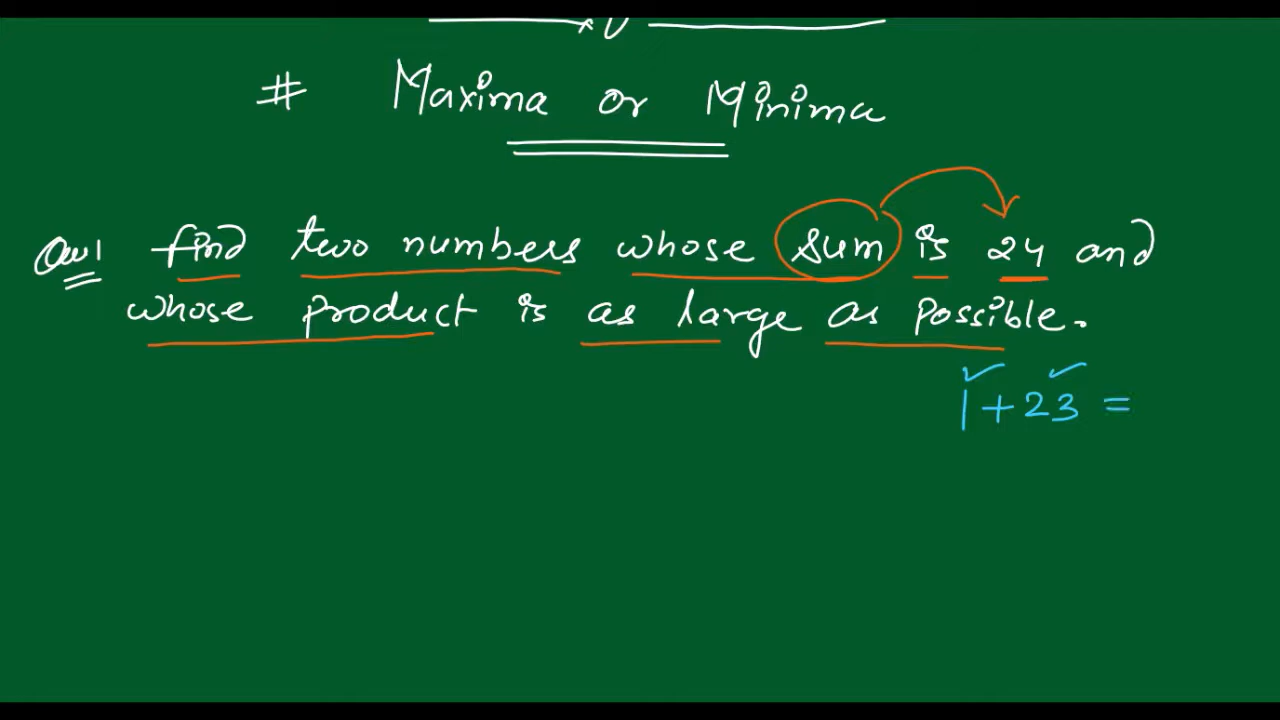 # Maxima or Minima
Que1 find two numbers whose sum is 24 and
whose product is as large as possible.
1 + 23 =